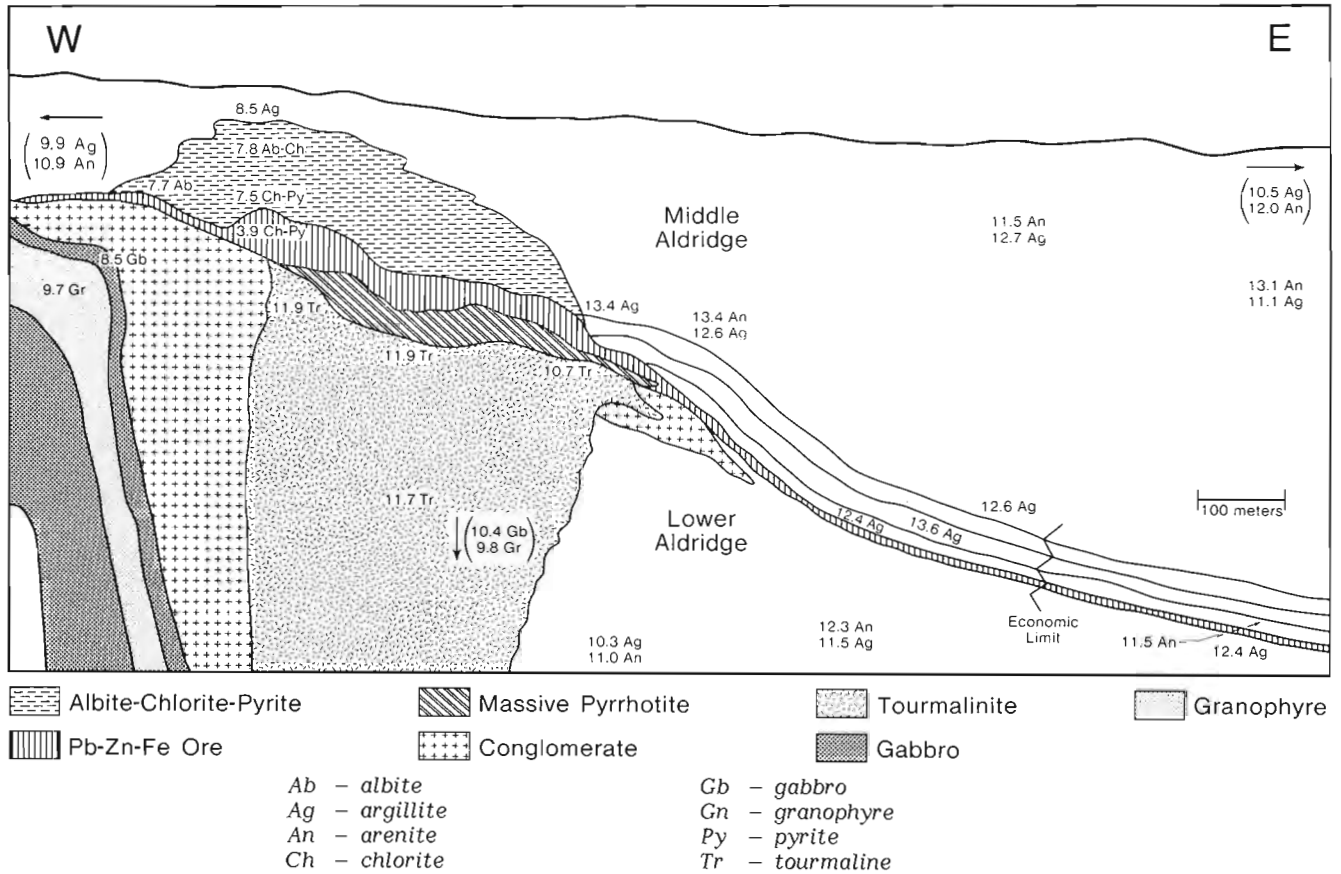 W
E
8.5 Ag
9.9 Ag
10.9 An
7.8 Ab-Ch
7.7 Ab
7.5 Ch-Py
3.9 Ch-Py
8.5 Gb
9.7 Gr
11.9 Tr
11.9 Tr
10.7 Tr
11.7 Tr
10.4 Gb
9.8 Gr
Middle
Aldridge
11.5 An
12.7 Ag
10.5 Ag
12.0 An
13.1 An
11.1 Ag
13.4 Ag
13.4 An
12.6 Ag
Lower
Aldridge
12.4 Ag
13.6 Ag
12.6 Ag
100 meters
Economic
Limit
10.3 Ag
11.0 An
12.3 An
11.5 Ag
11.5 An
12.4 Ag
Albite-Chlorite-Pyrite
Massive Pyrrhotite
Tourmalinite
Granophyre
Pb-Zn-Fe Ore
Conglomerate
Gabbro
Ab – albite
Ag – argillite
An – arenite
Ch – chlorite
Gb – gabbro
Gn – granophyre
Py – pyrite
Tr – tourmaline